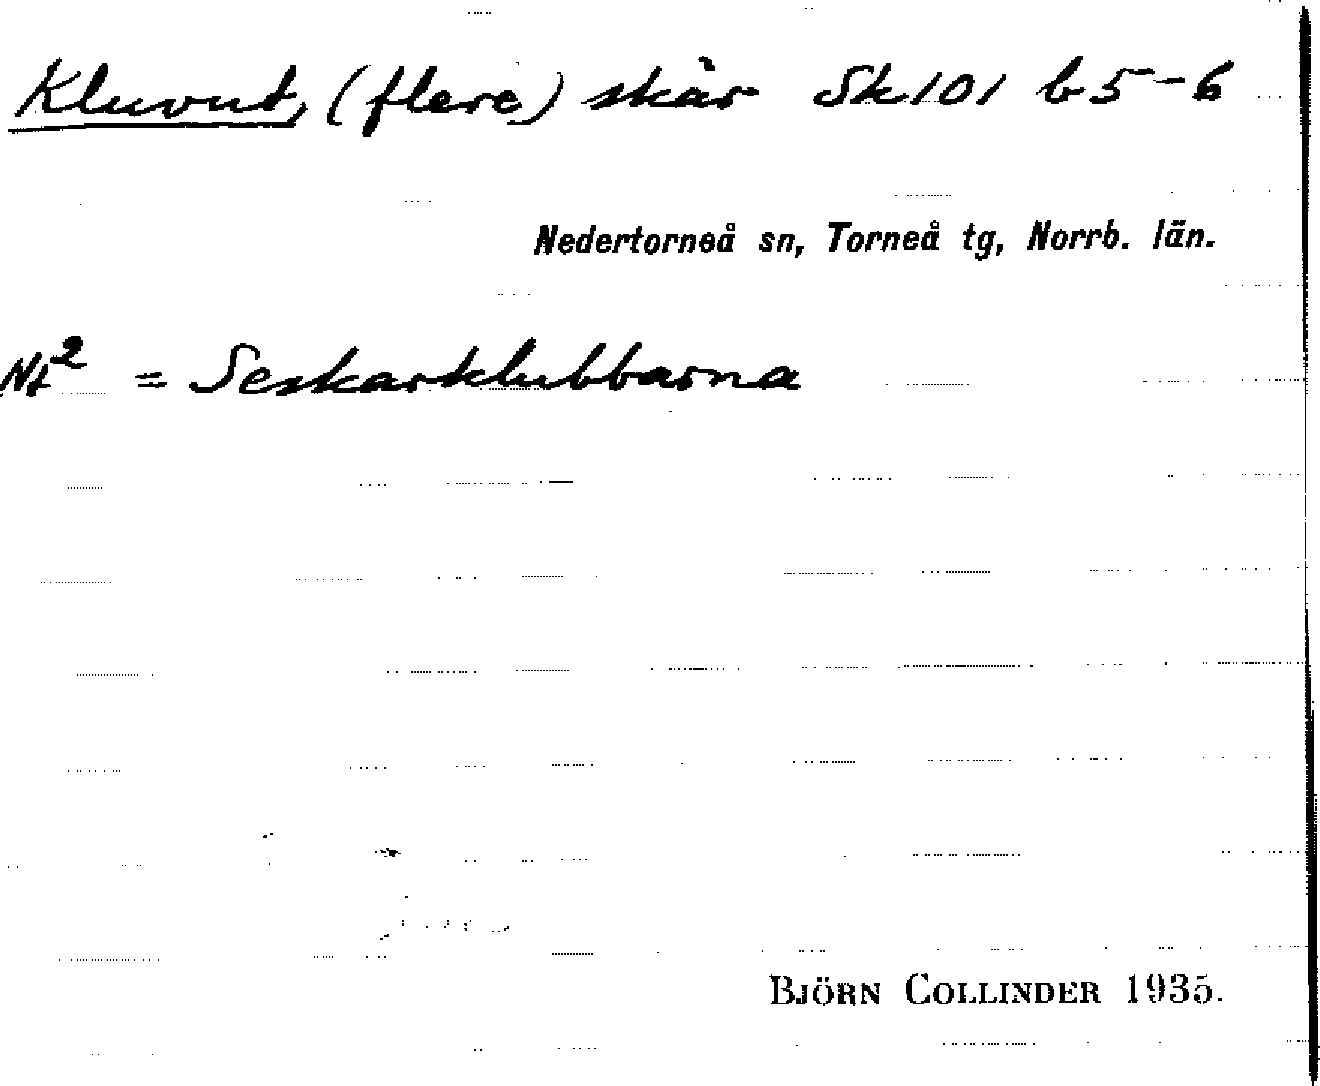 Kluvut, (flere) skär Sk101 b5-6
Nedertorneå sn, Torneå tg, Norrb. län.
Nt² = Seskarklubbarna
BJÖRN COLLINDER 1935.